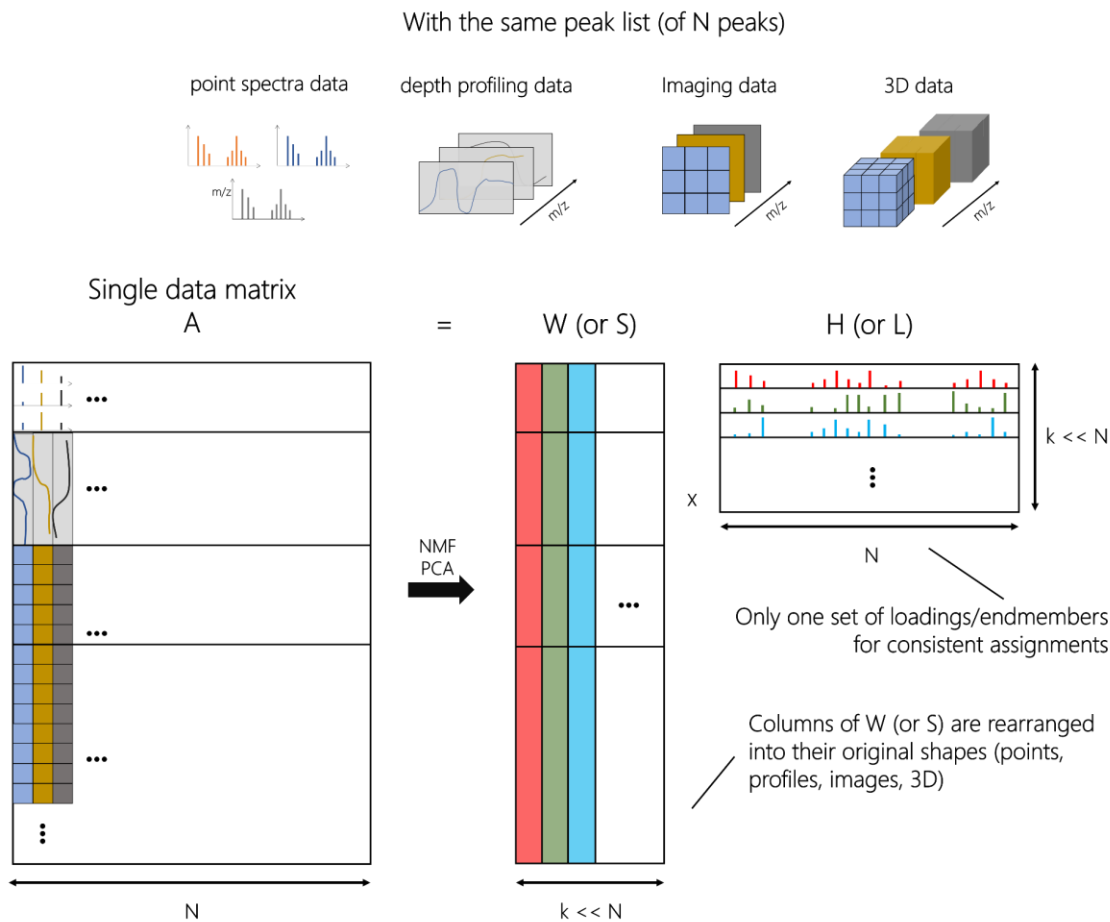 With the same peak list (of N peaks)
point spectra data
depth profiling data
Imaging data
3D data
m/z
m/z
m/z
m/z
Single data matrix
A
=
W (or S)
H (or L)
...
...
...
...
...
NMF
PCA
...
x
...
k << N
N
Only one set of loadings/endmembers
for consistent assignments
Columns of W (or S) are rearranged
into their original shapes (points,
profiles, images, 3D)
N
k << N